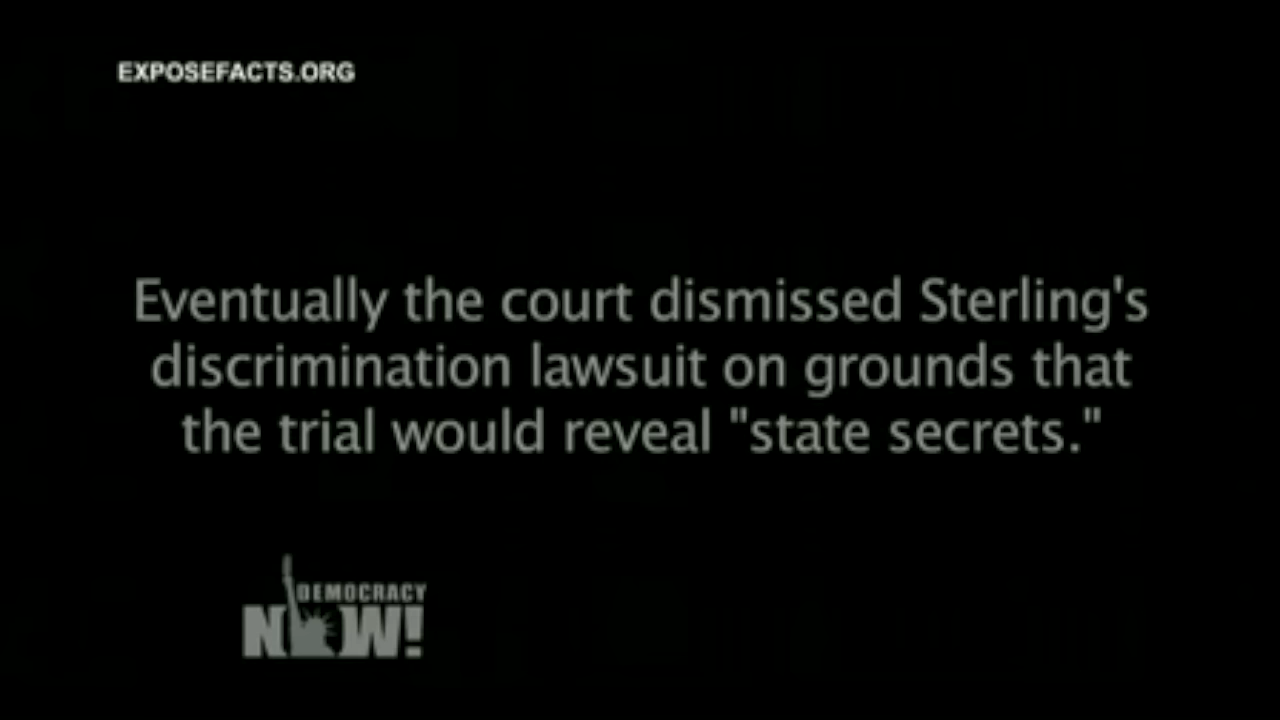 EXPOSEFACTS.ORG
Eventually the court dismissed Sterling's
discrimination lawsuit on grounds that
the trial would reveal "state secrets."
DEMOCRACY
NOW!